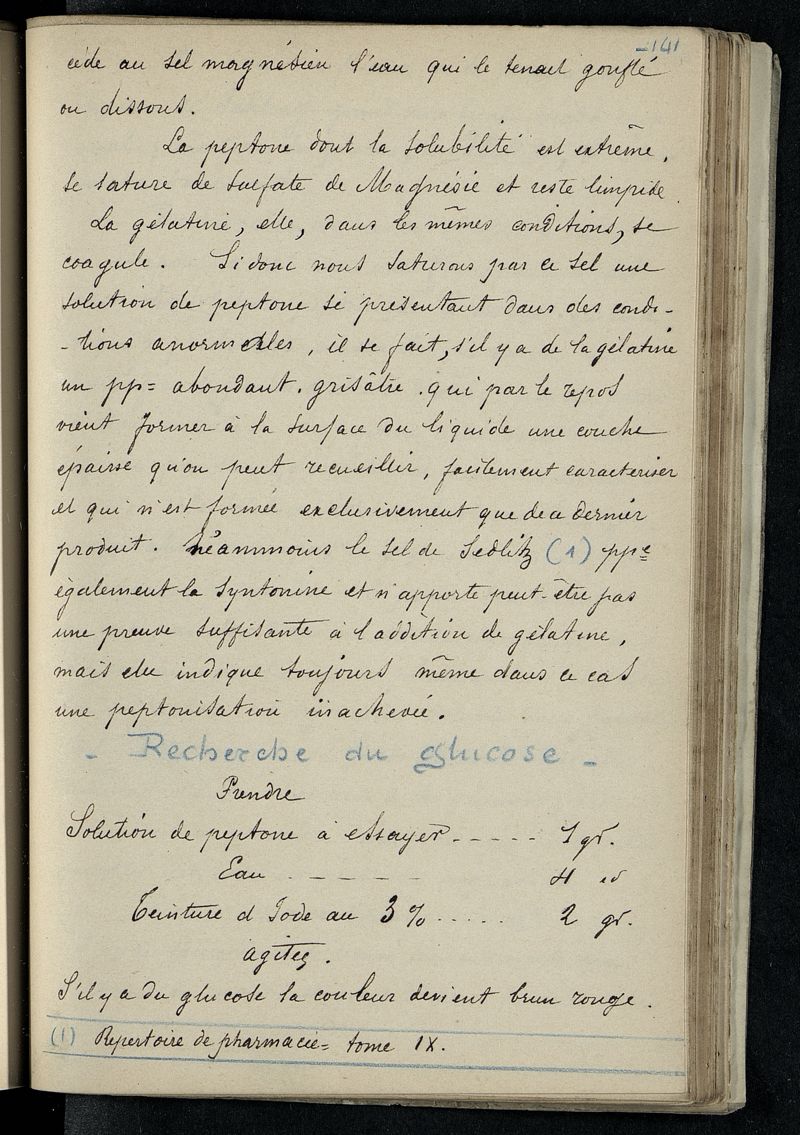 -141
cède au sel magnésien l'eau qui le tenait gonflé
ou dissous.
La peptone dont la solubilité est extrême,
se sature de sulfate de Magnésie et reste limpide.
La gélatine, elle, dans les mêmes conditions, se
coagule. Si donc nous saturons par ce sel une
solution de peptone se présentant dans des condi-
-tions anormales, il se fait, s'il y a de la gélatine
un pp= abondant. grisâtre. qui par le repos
vient former à la surface du liquide une couche
épaisse qu'on peut recueillir, facilement caractériser
et qui n'est formée exclusivement que de ce dernier
produit. Néammoins le sel de Sedlitz (1) ppe
également la syntonine et n'apporte peut-être pas
une preuve suffisante à l'addition de gélatine,
mais elle indique toujours même dans ce cas
une peptonisation inachevée.
- Recherche du glucose -
Prendre
Solution de peptone à essayer ----- 1 gr.
Eau ------ 4 id
Teinture d Iode au 3% ..... 2 gr.
agitez.
S'il y a du glucose la couleur devient brun rouge.
(1) Repertoire de pharmacie= tome IX.